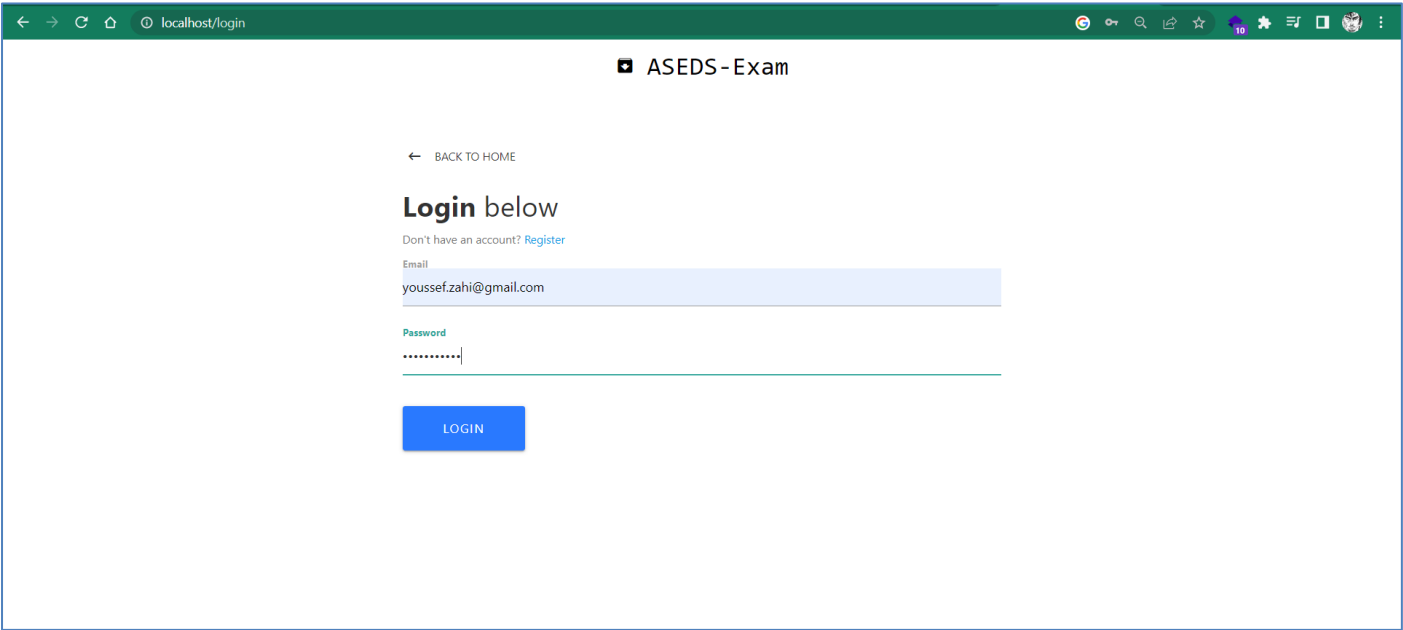 localhost/login
10
ASEDS-Exam
BACK TO HOME
Login below
Don't have an account? Register
Email
youssef.zahi@gmail.com
Password
•••••••••••
LOGIN